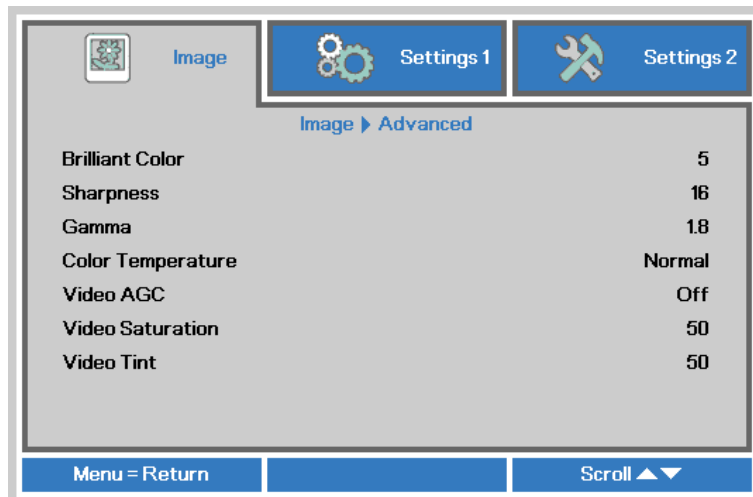 Image Settings 1 Settings 2
Image Advanced
Brilliant Color 5
Sharpness 16
Gamma 1.8
Color Temperature Normal
Video AGC Off
Video Saturation 50
Video Tint 50
Menu = Return Scroll